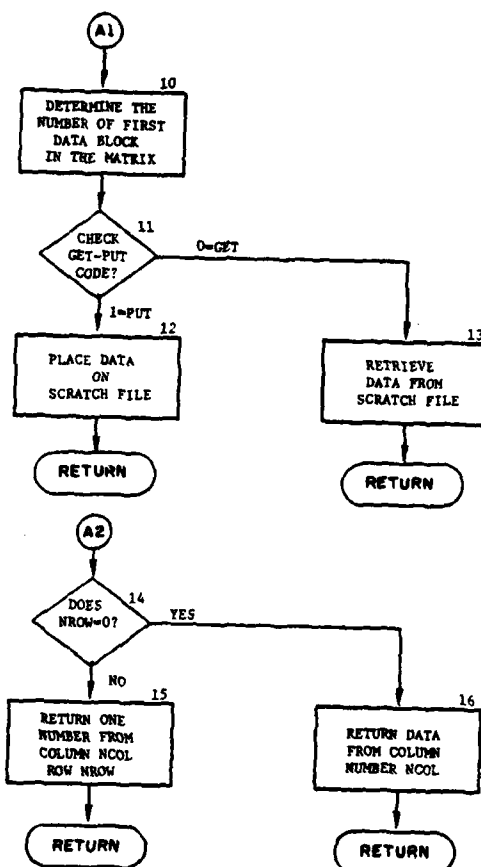 A1
10
DETERMINE THE
NUMBER OF FIRST
DATA BLOCK
IN THE MATRIX
11
CHECK
GET-PUT
CODE?
0=GET
1=PUT
12
PLACE DATA
ON
SCRATCH FILE
RETURN
13
RETRIEVE
DATA FROM
SCRATCH FILE
RETURN
A2
14
DOES
NROW=0?
YES
NO
15
RETURN ONE
NUMBER FROM
COLUMN NCOL
ROW NROW
RETURN
16
RETURN DATA
FROM COLUMN
NUMBER NCOL
RETURN